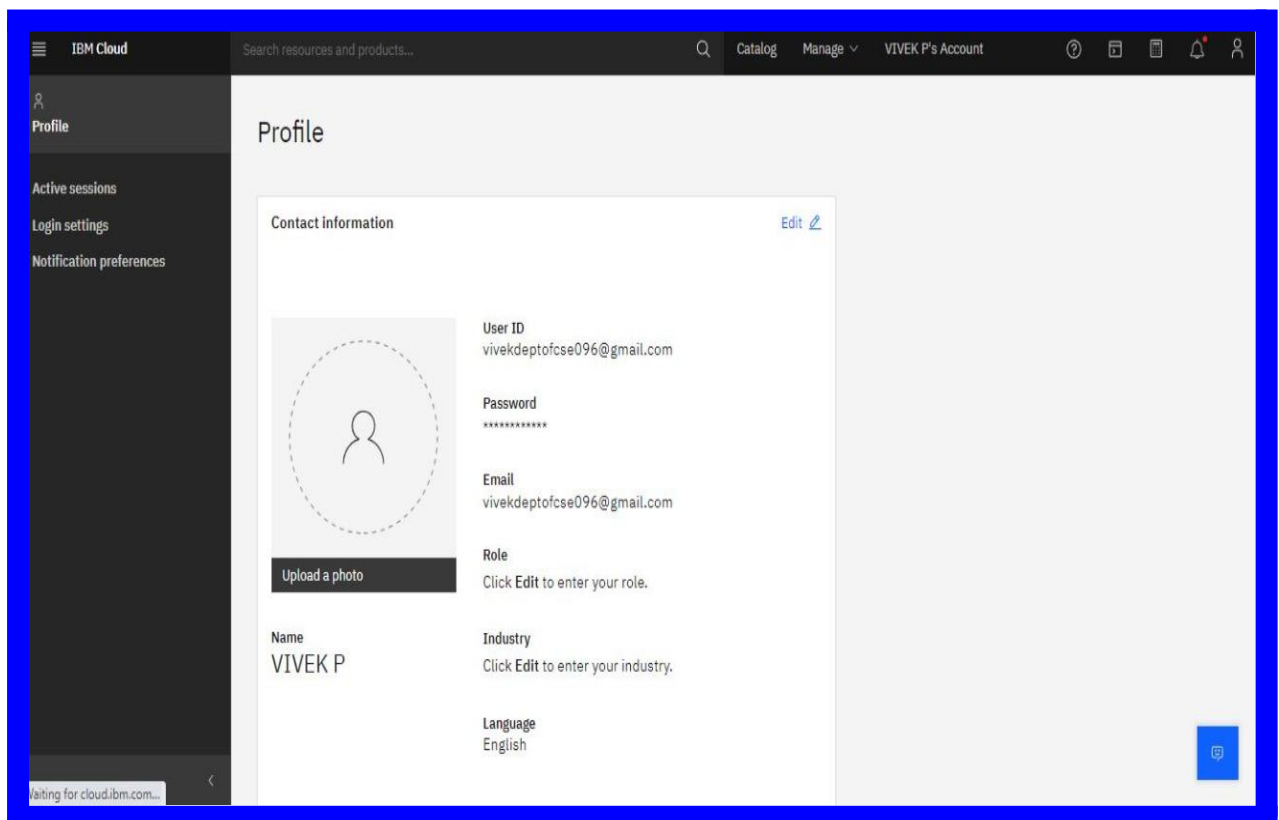 IBM Cloud
Search resources and products...
Catalog
Manage
VIVEK P's Account
Profile
Active sessions
Login settings
Notification preferences
Profile
Contact information
Edit
Upload a photo
Name
VIVEK P
User ID
vivekdeptofcse096@gmail.com
Password
************
Email
vivekdeptofcse096@gmail.com
Role
Click Edit to enter your role.
Industry
Click Edit to enter your industry.
Language
English
Waiting for cloud.ibm.com...